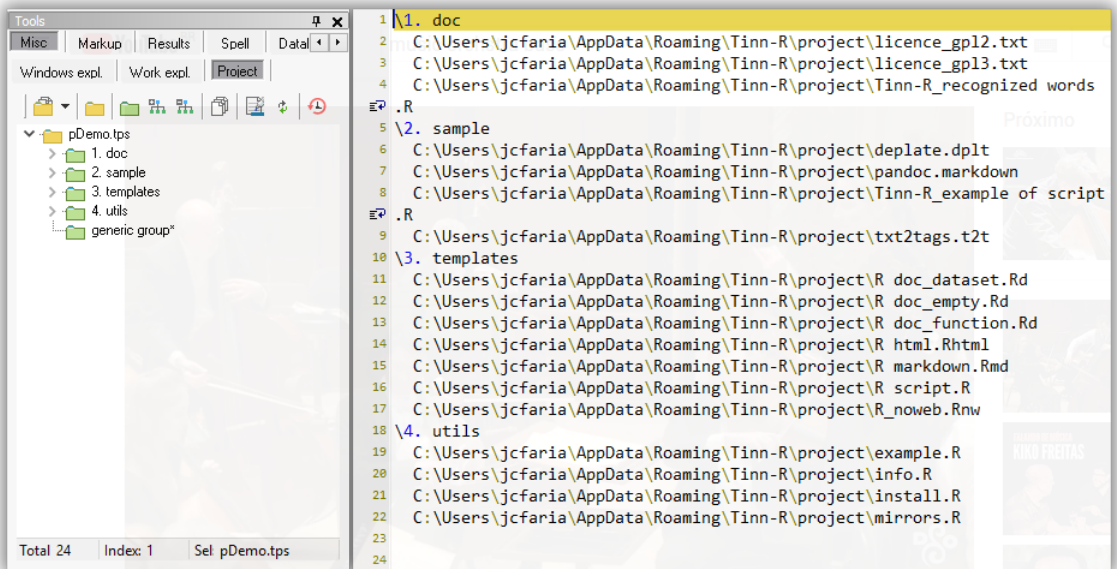 Tools
Misc Markup Results Spell Datal
Windows expl. Work expl. Project
pDemo.tps
1. doc
2. sample
3. templates
4. utils
generic group*
Total 24 Index: 1 Sel: pDemo.tps
1 \1. doc
2 C:\Users\jcfaria\AppData\Roaming\Tinn-R\project\licence_gpl2.txt
3 C:\Users\jcfaria\AppData\Roaming\Tinn-R\project\licence_gpl3.txt
4 C:\Users\jcfaria\AppData\Roaming\Tinn-R\project\Tinn-R_recognized words
.R
5 \2. sample
6 C:\Users\jcfaria\AppData\Roaming\Tinn-R\project\deplate.dplt
7 C:\Users\jcfaria\AppData\Roaming\Tinn-R\project\pandoc.markdown
8 C:\Users\jcfaria\AppData\Roaming\Tinn-R\project\Tinn-R_example of script
.R
9 C:\Users\jcfaria\AppData\Roaming\Tinn-R\project\txt2tags.t2t
10 \3. templates
11 C:\Users\jcfaria\AppData\Roaming\Tinn-R\project\R doc_dataset.Rd
12 C:\Users\jcfaria\AppData\Roaming\Tinn-R\project\R doc_empty.Rd
13 C:\Users\jcfaria\AppData\Roaming\Tinn-R\project\R doc_function.Rd
14 C:\Users\jcfaria\AppData\Roaming\Tinn-R\project\R html.Rhtml
15 C:\Users\jcfaria\AppData\Roaming\Tinn-R\project\R markdown.Rmd
16 C:\Users\jcfaria\AppData\Roaming\Tinn-R\project\R script.R
17 C:\Users\jcfaria\AppData\Roaming\Tinn-R\project\R_noweb.Rnw
18 \4. utils
19 C:\Users\jcfaria\AppData\Roaming\Tinn-R\project\example.R
20 C:\Users\jcfaria\AppData\Roaming\Tinn-R\project\info.R
21 C:\Users\jcfaria\AppData\Roaming\Tinn-R\project\install.R
22 C:\Users\jcfaria\AppData\Roaming\Tinn-R\project\mirrors.R
23
24
Próximo
KIKO FREITAS